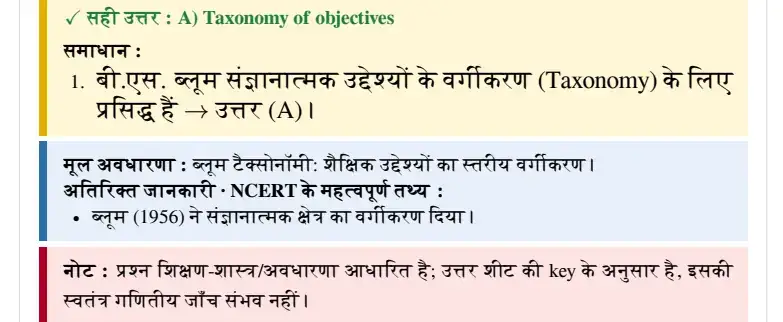 ✓ सही उत्तर : A) Taxonomy of objectives
समाधान :
1. बी.एस. ब्लूम संज्ञानात्मक उद्देश्यों के वर्गीकरण (Taxonomy) के लिए
प्रसिद्ध हैं → उत्तर (A)।
मूल अवधारणा : ब्लूम टैक्सोनॉमी: शैक्षिक उद्देश्यों का स्तरीय वर्गीकरण।
अतिरिक्त जानकारी · NCERT के महत्वपूर्ण तथ्य :
• ब्लूम (1956) ने संज्ञानात्मक क्षेत्र का वर्गीकरण दिया।
नोट : प्रश्न शिक्षण-शास्त्र/अवधारणा आधारित है; उत्तर शीट की key के अनुसार है, इसकी
स्वतंत्र गणितीय जाँच संभव नहीं।